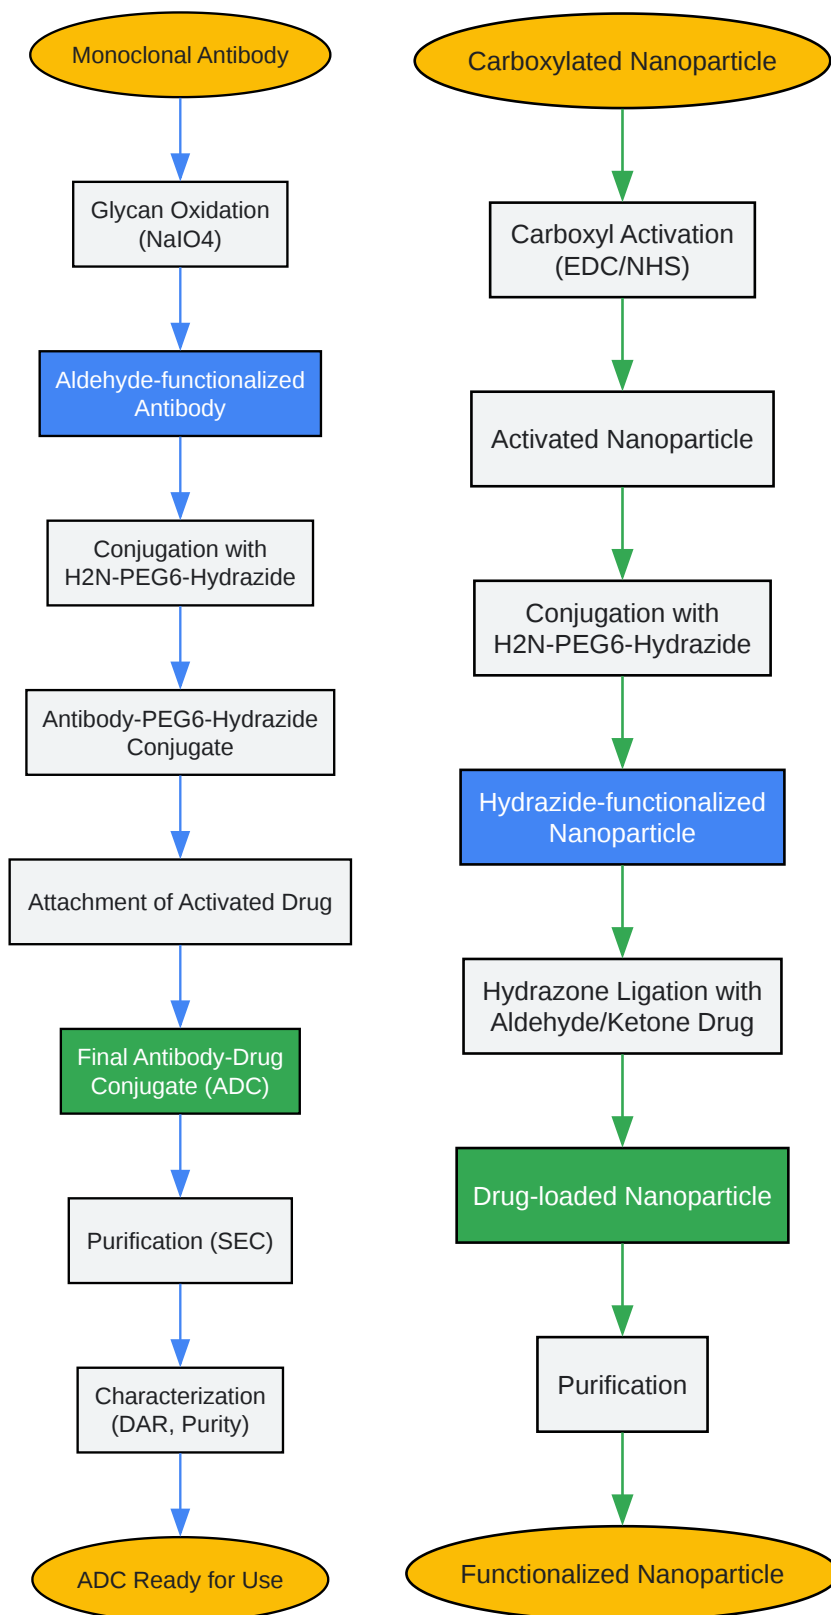 Monoclonal Antibody
Glycan Oxidation
(NaIO4)
Aldehyde-functionalized
Antibody
Conjugation with
H2N-PEG6-Hydrazide
Antibody-PEG6-Hydrazide
Conjugate
Attachment of Activated Drug
Final Antibody-Drug
Conjugate (ADC)
Purification (SEC)
Characterization
(DAR, Purity)
ADC Ready for Use
Carboxylated Nanoparticle
Carboxyl Activation
(EDC/NHS)
Activated Nanoparticle
Conjugation with
H2N-PEG6-Hydrazide
Hydrazide-functionalized
Nanoparticle
Hydrazone Ligation with
Aldehyde/Ketone Drug
Drug-loaded Nanoparticle
Purification
Functionalized Nanoparticle